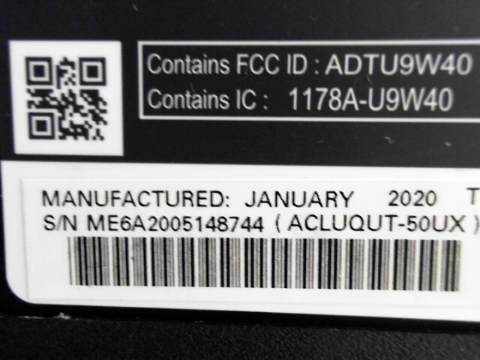 Contains FCC ID : ADTU9W40
Contains IC : 1178A-U9W40
MANUFACTURED: JANUARY 2020 T
S/N ME6A2005148744 ( ACLUQUT-50UX )